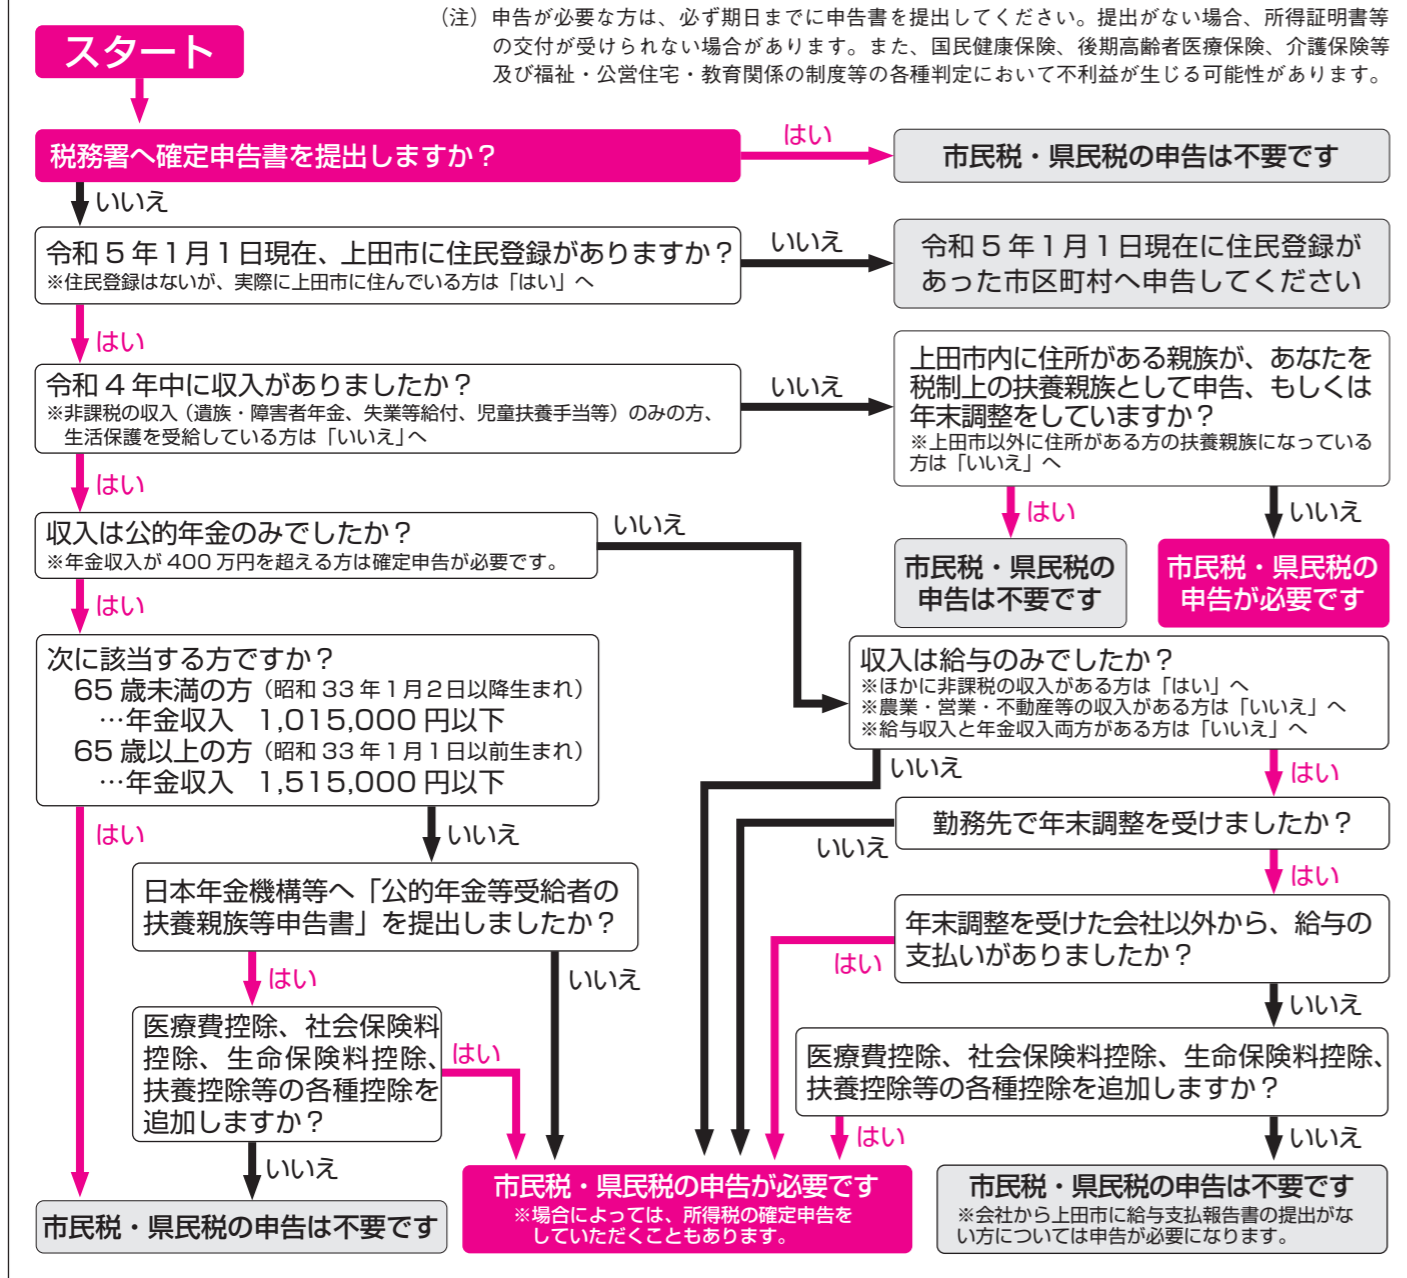 (注) 申告が必要な方は、必ず期日までに申告書を提出してください。提出がない場合、所得証明書等
の交付が受けられない場合があります。また、国民健康保険、後期高齢者医療保険、介護保険等
及び福祉・公営住宅・教育関係の制度等の各種判定において不利益が生じる可能性があります。
スタート
税務署へ確定申告書を提出しますか？
はい
市民税・県民税の申告は不要です
いいえ
令和５年１月１日現在、上田市に住民登録がありますか？
※住民登録はないが、実際に上田市に住んでいる方は「はい」へ
いいえ
令和５年１月１日現在に住民登録が
あった市区町村へ申告してください
はい
令和４年中に収入がありましたか？
※非課税の収入（遺族・障害者年金、失業等給付、児童扶養手当等）のみの方、
生活保護を受給している方は「いいえ」へ
いいえ
上田市内に住所がある親族が、あなたを
税制上の扶養親族として申告、もしくは
年末調整をしていますか？
※上田市以外に住所がある方の扶養親族になっている
方は「いいえ」へ
はい
いいえ
市民税・県民税の
申告は不要です
市民税・県民税の
申告が必要です
はい
収入は公的年金のみでしたか？
※年金収入が400万円を超える方は確定申告が必要です。
いいえ
はい
次に該当する方ですか？
65歳未満の方（昭和33年１月２日以降生まれ）
…年金収入 1,015,000円以下
65歳以上の方（昭和33年１月１日以前生まれ）
…年金収入 1,515,000円以下
収入は給与のみでしたか？
※ほかに非課税の収入がある方は「はい」へ
※農業・営業・不動産等の収入がある方は「いいえ」へ
※給与収入と年金収入両方がある方は「いいえ」へ
いいえ
はい
はい
いいえ
勤務先で年末調整を受けましたか？
いいえ
はい
日本年金機構等へ「公的年金等受給者の
扶養親族等申告書」を提出しましたか？
年末調整を受けた会社以外から、給与の
支払いがありましたか？
はい
いいえ
はい
いいえ
医療費控除、社会保険料
控除、生命保険料控除、
扶養控除等の各種控除を
追加しますか？
はい
いいえ
医療費控除、社会保険料控除、生命保険料控除、
扶養控除等の各種控除を追加しますか？
はい
いいえ
市民税・県民税の申告は不要です
市民税・県民税の申告が必要です
※場合によっては、所得税の確定申告を
していただくこともあります。
市民税・県民税の申告は不要です
※会社から上田市に給与支払報告書の提出がな
い方については申告が必要になります。